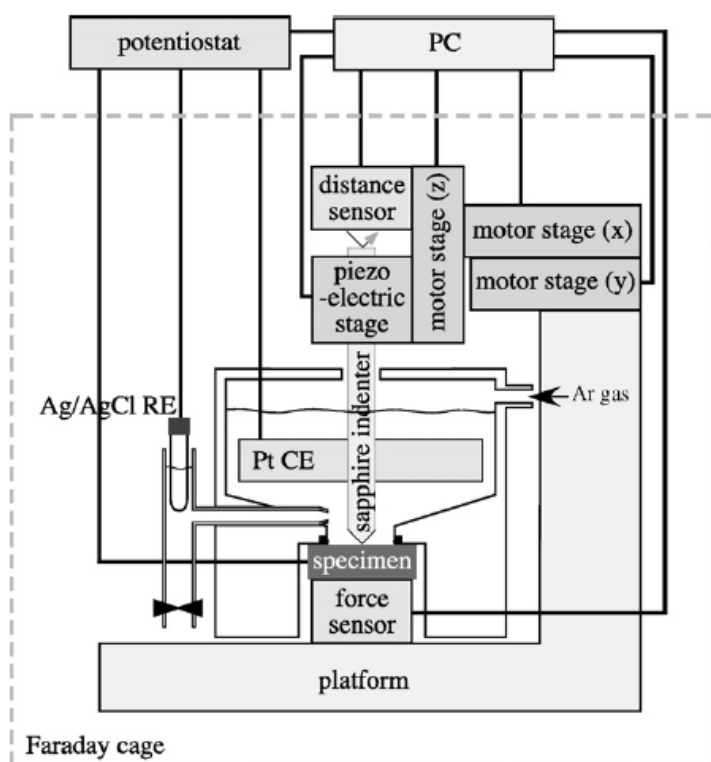 potentiostat
PC
distance
sensor
motor stage (z)
motor stage (x)
piezo
-electric
stage
motor stage (y)
Ag/AgCl RE
Ar gas
Pt CE
sapphire indenter
specimen
force
sensor
platform
Faraday cage